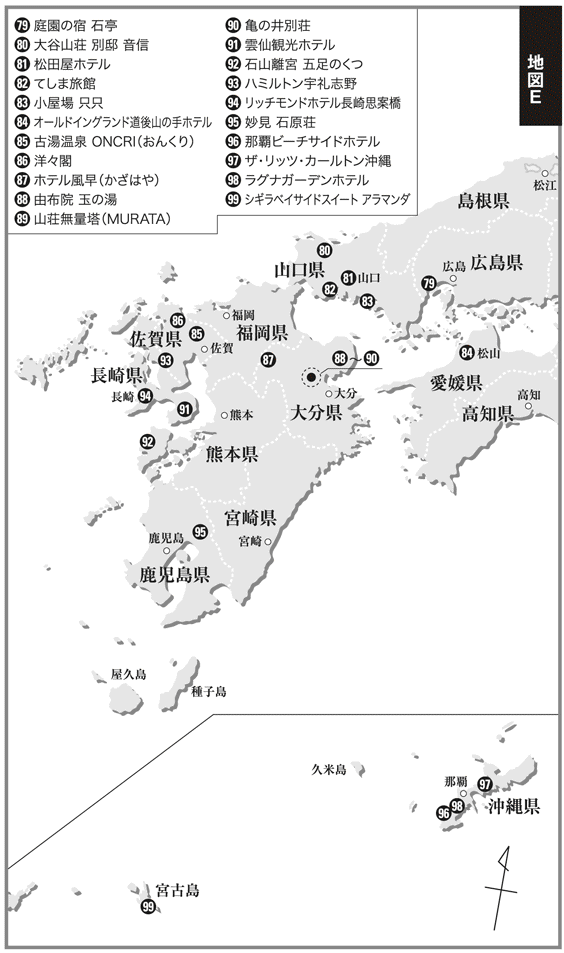 地図E
79 庭園の宿 石亭
80 大谷山荘 別邸 音信
81 松田屋ホテル
82 てしま旅館
83 小屋場 只只
84 オールドイングランド道後山の手ホテル
85 古湯温泉 ONCRI(おんくり)
86 洋々閣
87 ホテル風早(かざはや)
88 由布院 玉の湯
89 山荘無量塔(MURATA)
90 亀の井別荘
91 雲仙観光ホテル
92 石山離宮 五足のくつ
93 ハミルトン宇礼志野
94 リッチモンドホテル長崎思案橋
95 妙見 石原荘
96 那覇ビーチサイドホテル
97 ザ・リッツ・カールトン沖縄
98 ラグナガーデンホテル
99 シギラベイサイドスイート アラマンダ
松江
島根県
80
山口県
81 山口
82
83
79
広島
広島県
86
85
福岡
福岡県
佐賀県
佐賀
93
87
88〜90
84 松山
長崎県
長崎 94
91
大分
大分県
愛媛県
高知
高知県
熊本
92
熊本県
宮崎県
95
鹿児島
宮崎
鹿児島県
屋久島
種子島
久米島
那覇
97
98
96
沖縄県
宮古島
99